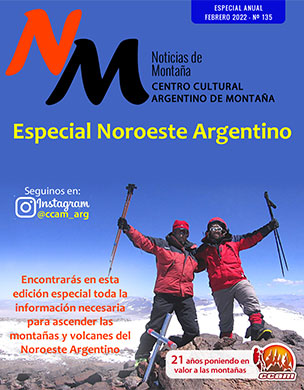 ESPECIAL ANUAL
FEBRERO 2022 - Nº 135
NM
Noticias de
Montaña
CENTRO CULTURAL
ARGENTINO DE MONTAÑA
Especial Noroeste Argentino
Seguinos en:
Instagram
@ccam_arg
Encontrarás en esta
edición especial toda la
información necesaria
para ascender las
montañas y volcanes del
Noroeste Argentino
21 años poniendo en
valor a las montañas
ccam